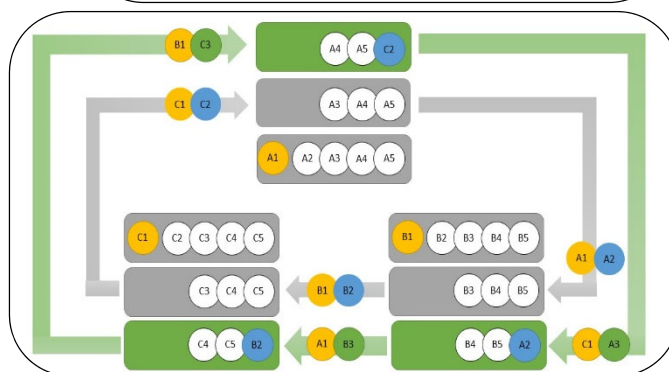 B1 C3 A4 A5 C2
C1 C2 A3 A4 A5
A1 A2 A3 A4 A5
C1 C2 C3 C4 C5 B1 B2 B3 B4 B5
A1 A2
C3 C4 C5 B1 B2 B3 B4 B5
C4 C5 B2 A1 B3 B4 B5 A2 C1 A3